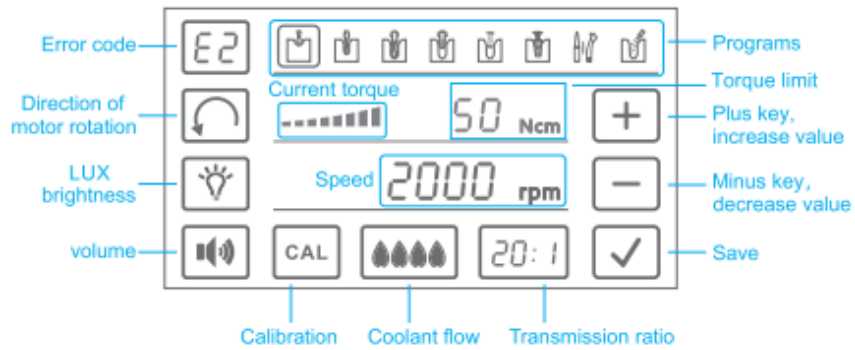 Error code
E2
Programs
Direction of
motor rotation
Current torque
50 Ncm
Torque limit
+
Plus key,
increase value
LUX
brightness
Speed
2000 rpm
−
Minus key,
decrease value
volume
CAL
20:1
Save
Calibration
Coolant flow
Transmission ratio